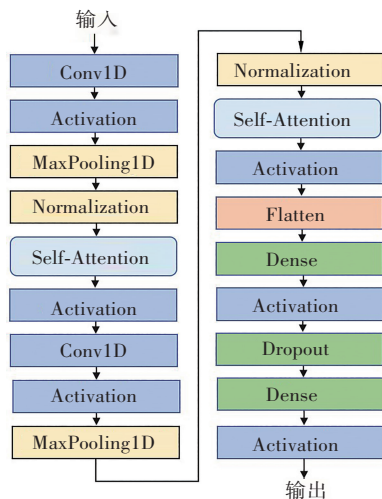 输入
Conv1D
Activation
MaxPooling1D
Normalization
Self-Attention
Activation
Conv1D
Activation
MaxPooling1D
Normalization
Self-Attention
Activation
Flatten
Dense
Activation
Dropout
Dense
Activation
输出